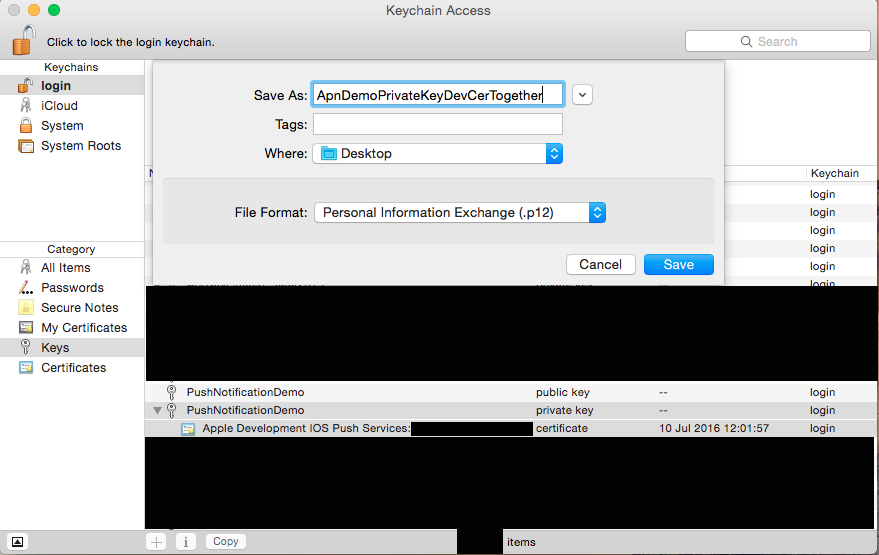 Keychain Access
Click to lock the login keychain.
Search
Keychains
login
iCloud
System
System Roots
Save As: ApnDemoPrivateKeyDevCerTogether
Tags:
Where: Desktop
File Format: Personal Information Exchange (.p12)
Cancel Save
Keychain
login
login
login
login
login
login
Category
All Items
Passwords
Secure Notes
My Certificates
Keys
Certificates
PushNotificationDemo public key -- login
PushNotificationDemo private key -- login
Apple Development IOS Push Services: certificate 10 Jul 2016 12:01:57 login
Copy
items